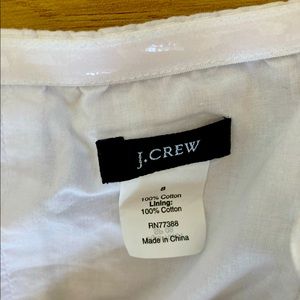 J.CREW
8
100% Cotton
Lining:
100% Cotton
RN77388
Made in China